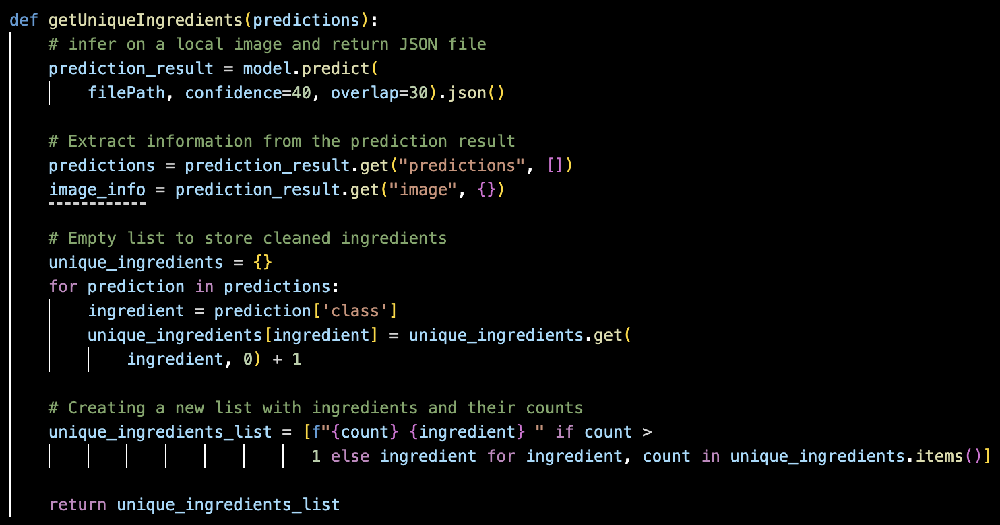 def getUniqueIngredients(predictions):
    # infer on a local image and return JSON file
    prediction_result = model.predict(
        filePath, confidence=40, overlap=30).json()

    # Extract information from the prediction result
    predictions = prediction_result.get("predictions", [])
    image_info = prediction_result.get("image", {})

    # Empty list to store cleaned ingredients
    unique_ingredients = {}
    for prediction in predictions:
        ingredient = prediction['class']
        unique_ingredients[ingredient] = unique_ingredients.get(
            ingredient, 0) + 1

    # Creating a new list with ingredients and their counts
    unique_ingredients_list = [f"{count} {ingredient} " if count >
                               1 else ingredient for ingredient, count in unique_ingredients.items()]

    return unique_ingredients_list